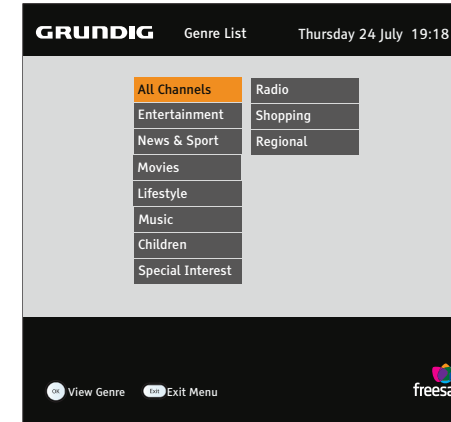 GRUNDIG Genre List Thursday 24 July 19:18
All Channels Radio
Entertainment Shopping
News & Sport Regional
Movies
Lifestyle
Music
Children
Special Interest
OK View Genre Exit Exit Menu
freesa